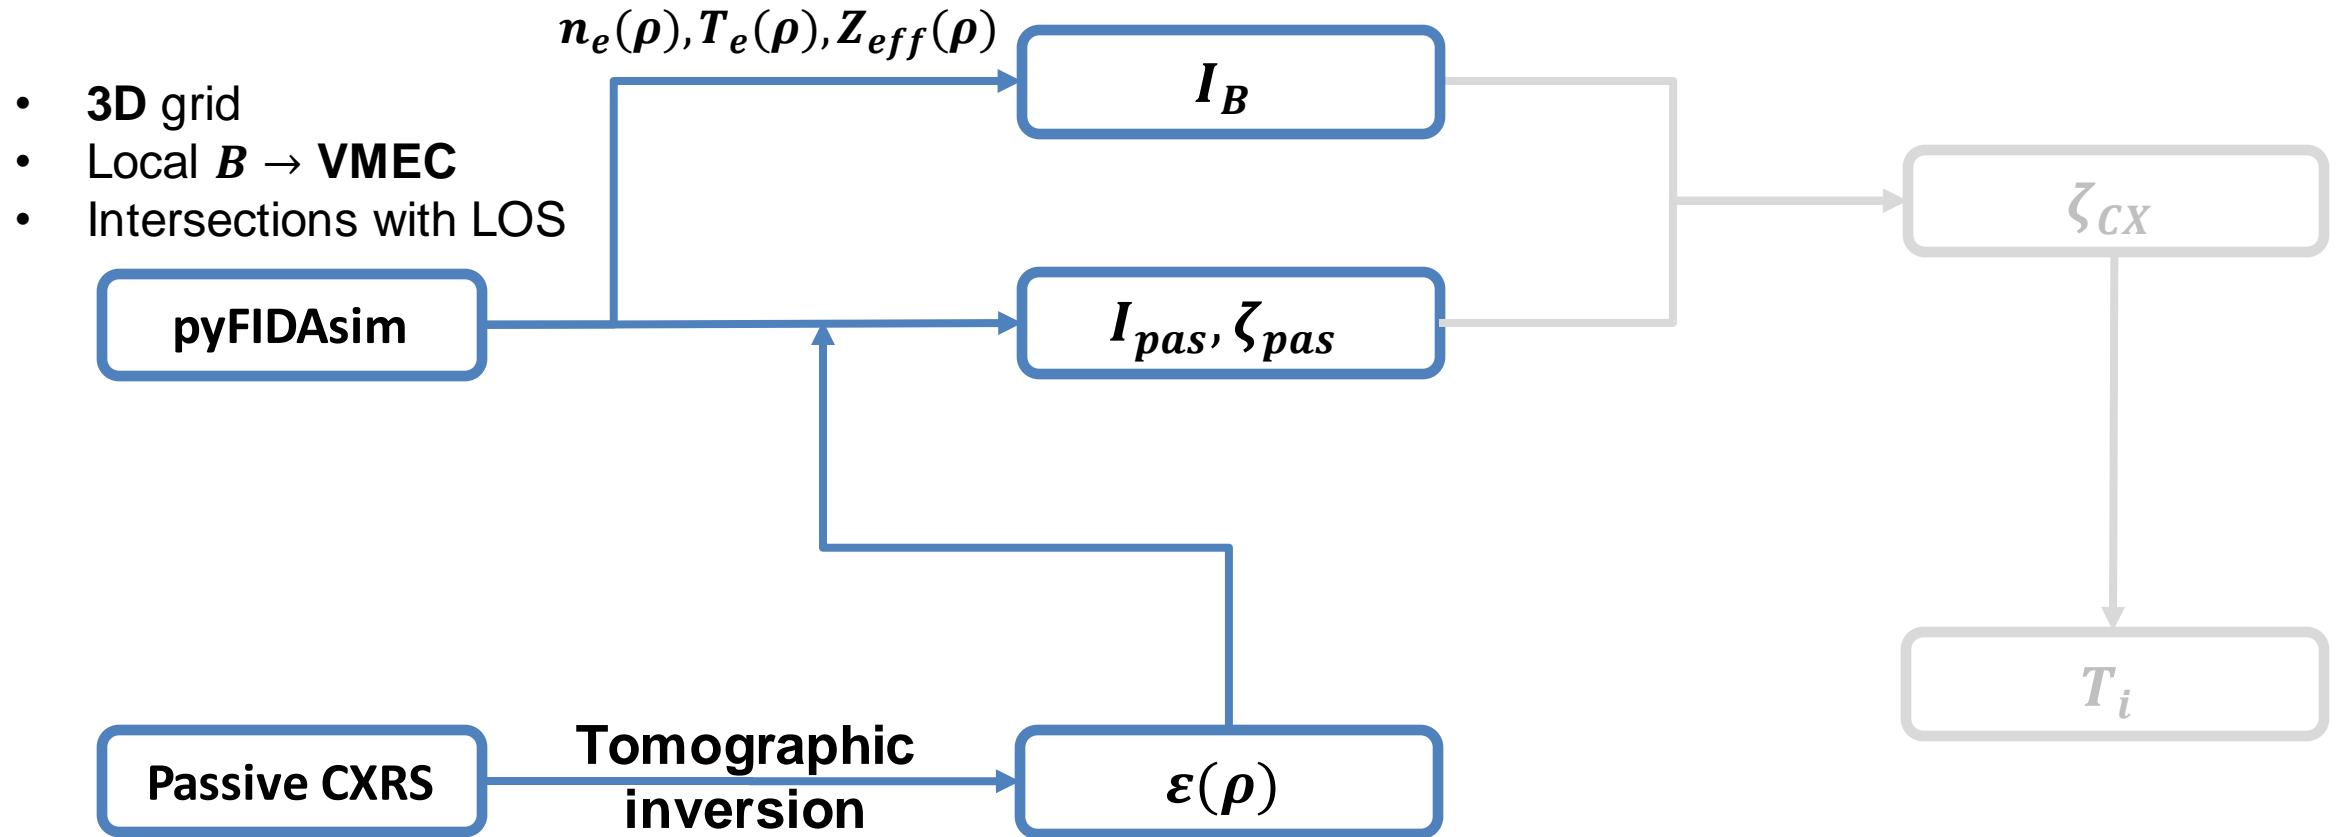 n_e(ρ), T_e(ρ), Z_eff(ρ)
I_B
• 3D grid
• Local B → VMEC
• Intersections with LOS
ζ_CX
pyFIDAsim
I_pas, ζ_pas
T_i
Tomographic
inversion
Passive CXRS
ε(ρ)